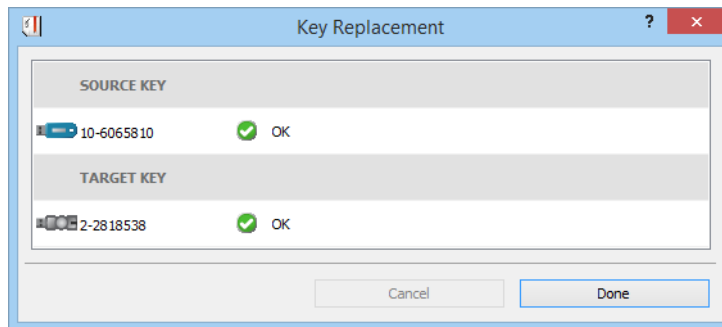 Key Replacement
?
SOURCE KEY
10-6065810 OK
TARGET KEY
2-2818538 OK
Cancel Done